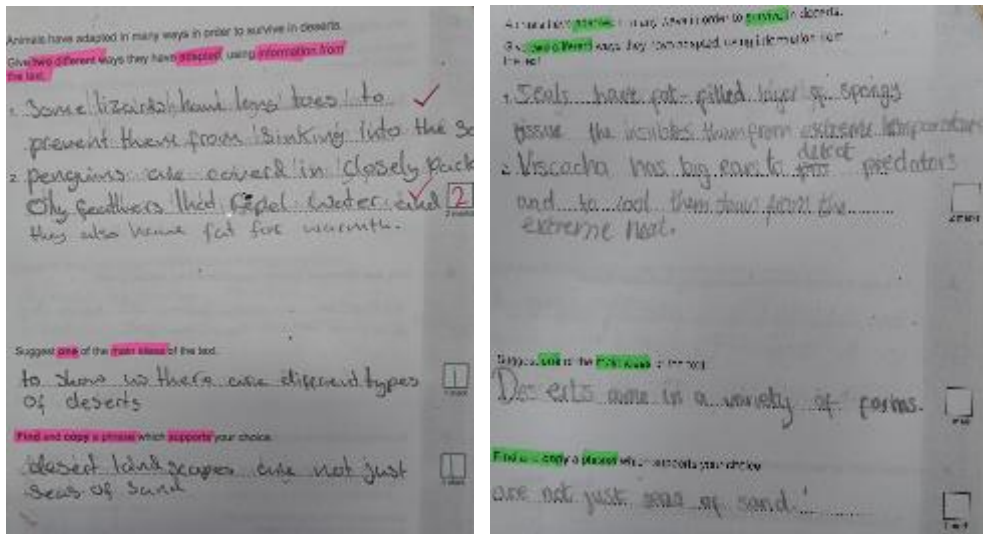 Animals have adapted in many ways in order to survive in deserts.
Give two different ways they have adapted, using information from
the text.
1. Some lizards have long toes to
prevent them from sinking into the
2. penguins are coverd in closely pack
Oily feathers that repel water and
they also have fat for warmth.
2
Suggest one of the main ideas of the text.
to show us there are different types
of deserts
1
1 mark
Find and copy a phrase which supports your choice.
desert landscapes are not just
seas of sand
1
1 mark
Animals have adapted in many ways in order to survive in deserts.
Give two different ways they have adapted, using information from
the text.
1. Seals have fat-filled layer of spongy
tissue the insulates them from extreme temperatures
2. Viscacha has big ears to detect predators
and to cool them down from the
extreme heat.
Suggest one of the main ideas of the text.
Deserts come in a variety of forms.
Find and copy a phrase which supports your choice.
are not just seas of sand.